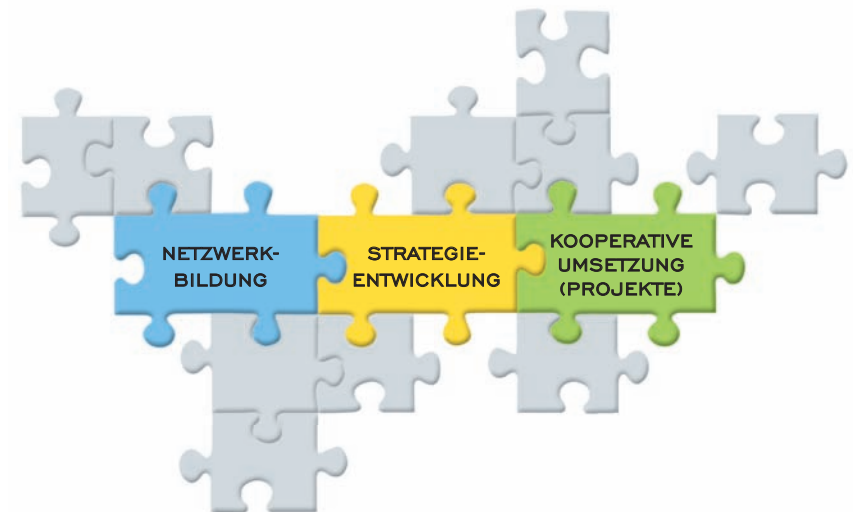 NETZWERK-
BILDUNG
STRATEGIE-
ENTWICKLUNG
KOOPERATIVE
UMSETZUNG
(PROJEKTE)